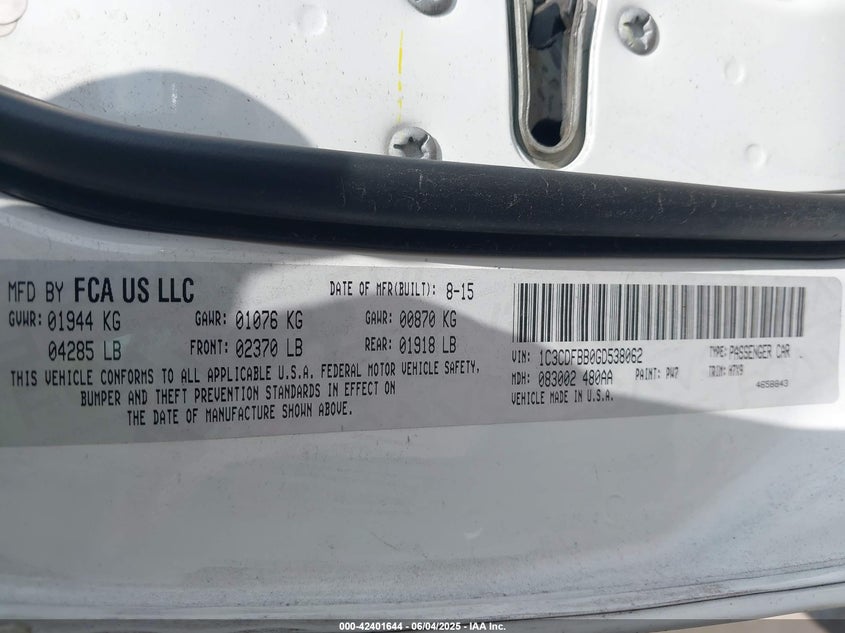 MFD BY FCA US LLC
DATE OF MFR(BUILT): 8-15
GVWR: 01944 KG GAWR: 01076 KG GAWR: 00870 KG
04285 LB FRONT: 02370 LB REAR: 01918 LB
THIS VEHICLE CONFORMS TO ALL APPLICABLE U.S.A. FEDERAL MOTOR VEHICLE SAFETY,
BUMPER AND THEFT PREVENTION STANDARDS IN EFFECT ON
THE DATE OF MANUFACTURE SHOWN ABOVE.
VIN: 1C3CDFBB0GD538062 TYPE: PASSENGER CAR
MDH: 083002 480AA PAINT: PW7 TRIM: H7X9
4658843
VEHICLE MADE IN U.S.A.
000-42401644 - 06/04/2025 - IAA Inc.